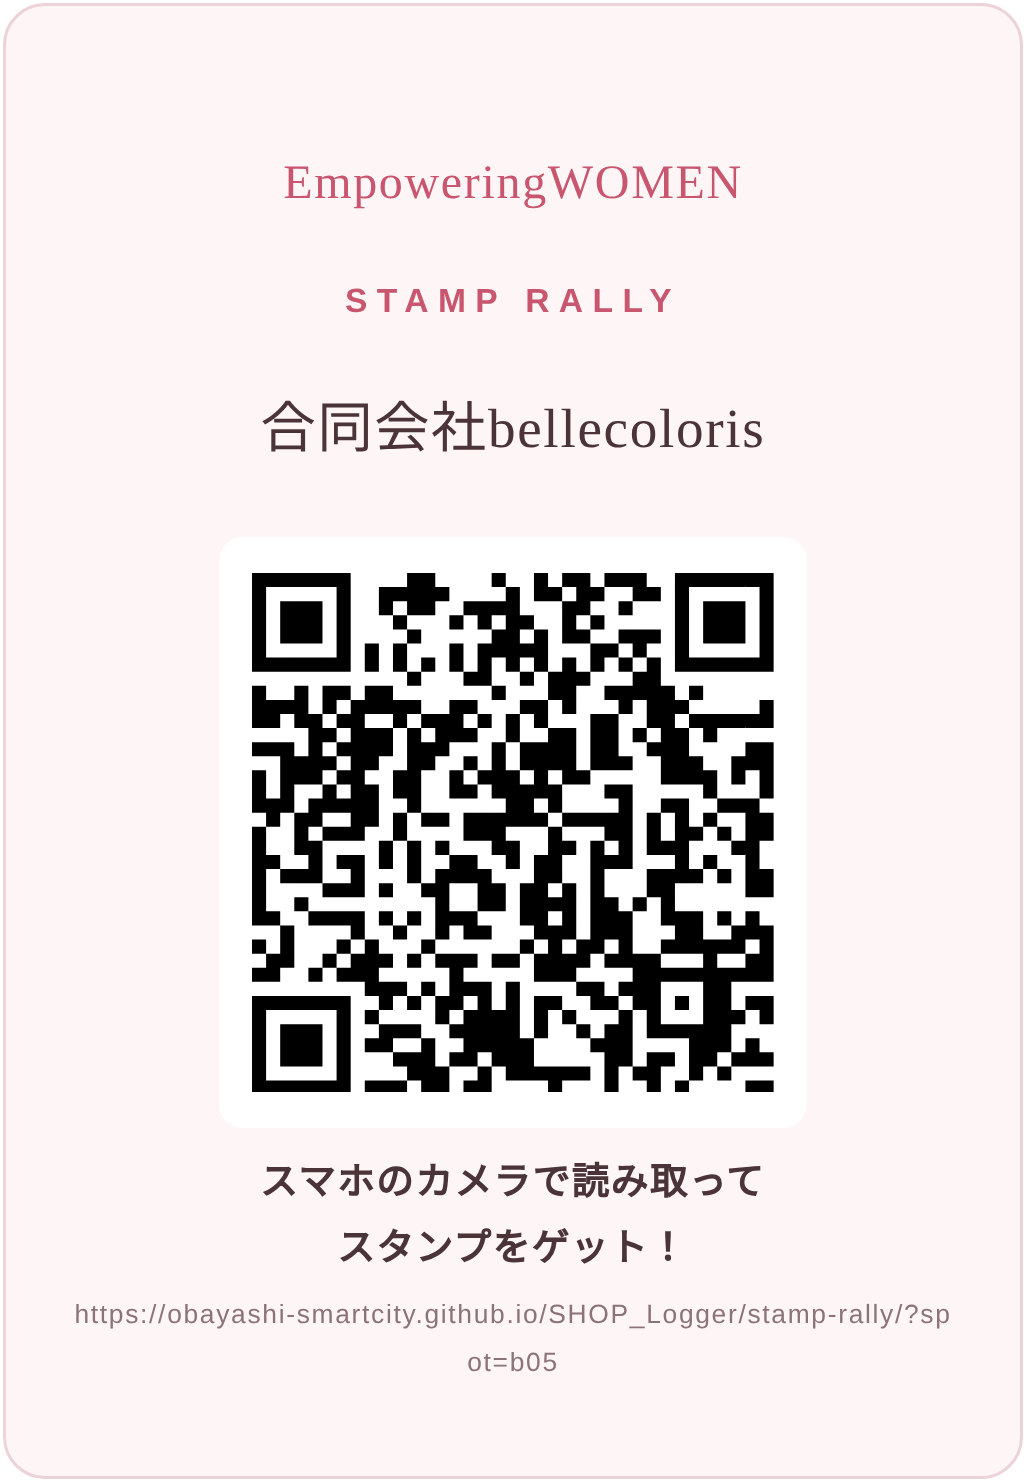 EmpoweringWOMEN
STAMP RALLY
合同会社bellecoloris
スマホのカメラで読み取って
スタンプをゲット！
https://obayashi-smartcity.github.io/SHOP_Logger/stamp-rally/?sp
ot=b05